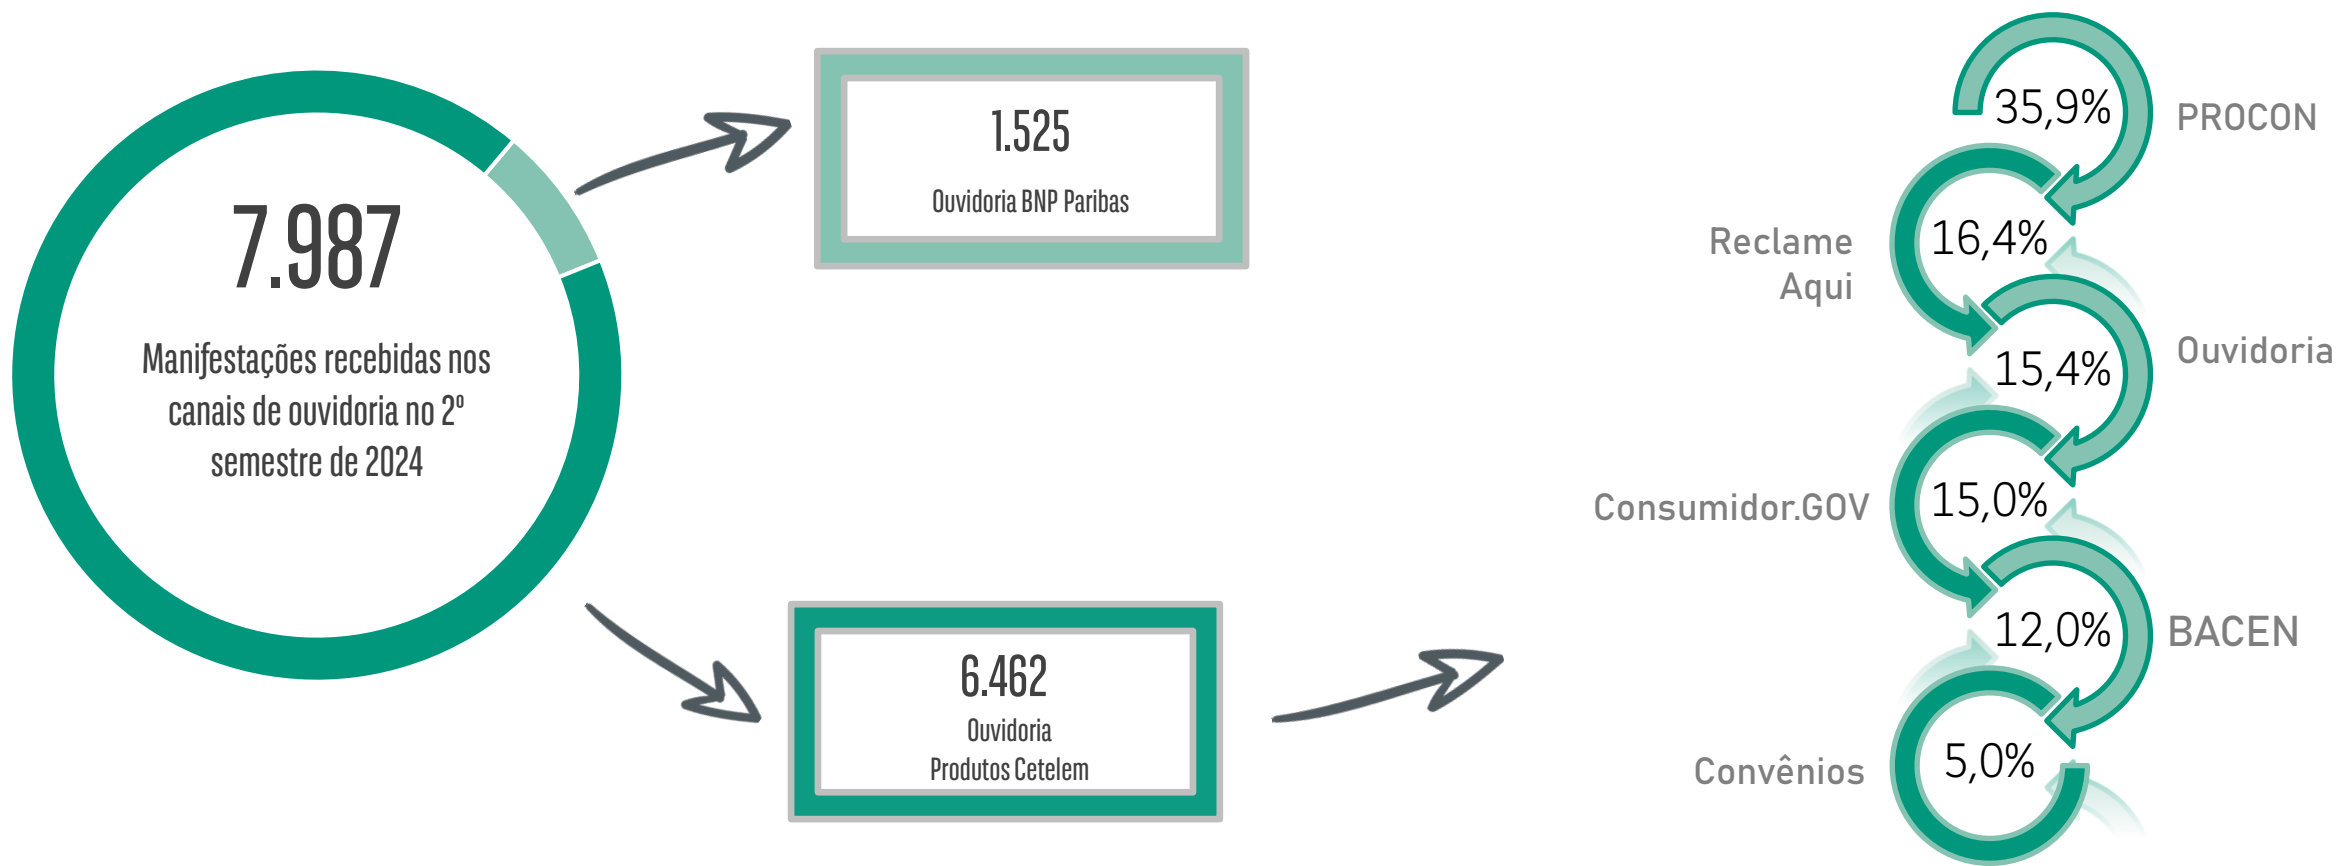 7.987
Manifestações recebidas nos
canais de ouvidoria no 2º
semestre de 2024
1.525
Ouvidoria BNP Paribas
6.462
Ouvidoria
Produtos Cetelem
35,9%
PROCON
Reclame
Aqui
16,4%
15,4%
Ouvidoria
Consumidor.GOV
15,0%
12,0%
BACEN
Convênios
5,0%